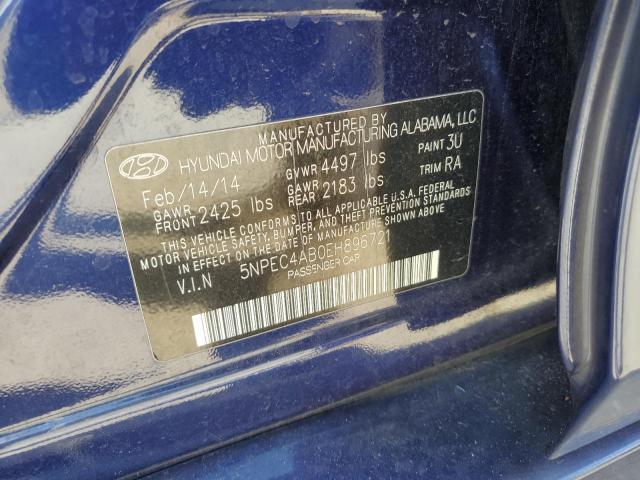 MANUFACTURED BY
HYUNDAI MOTOR MANUFACTURING ALABAMA, LLC
Feb/14/14 GVWR 4497 lbs PAINT 3U
GAWR FRONT 2425 lbs GAWR REAR 2183 lbs TRIM RA
THIS VEHICLE CONFORMS TO ALL APPLICABLE U.S.A. FEDERAL
MOTOR VEHICLE SAFETY, BUMPER, AND THEFT PREVENTION
STANDARDS IN EFFECT ON THE DATE OF MANUFACTURE SHOWN ABOVE.
V.I.N 5NPEC4AB0EH896721
PASSENGER CAR